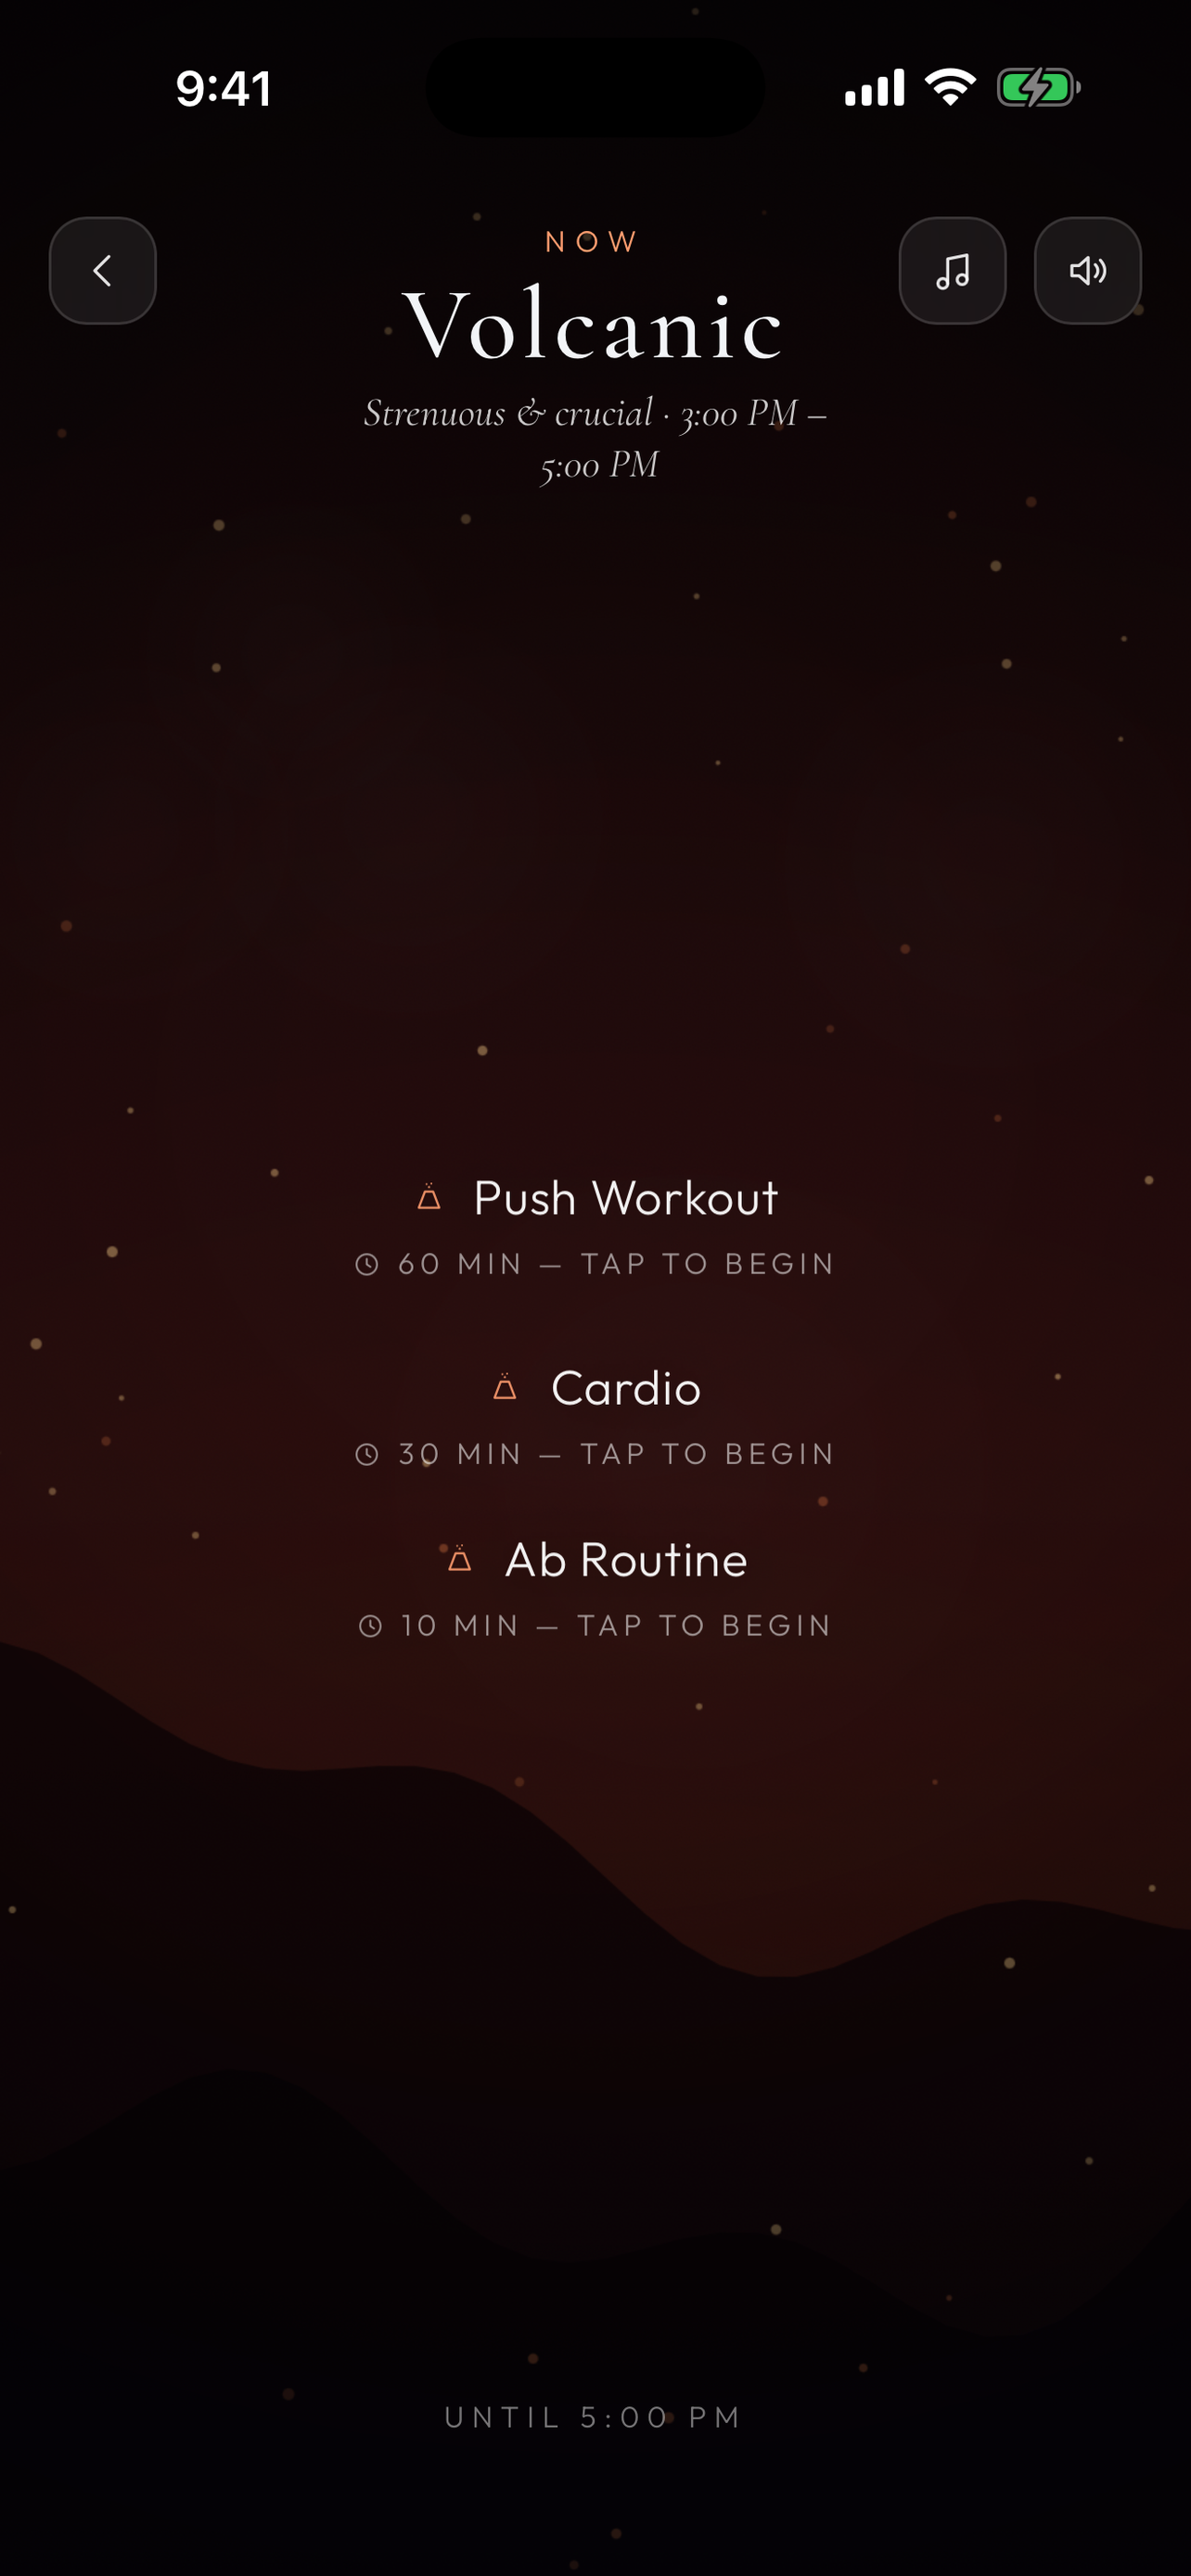 9:41
NOW
Volcanic
Strenuous & crucial · 3:00 PM –
5:00 PM
Push Workout
60 MIN — TAP TO BEGIN
Cardio
30 MIN — TAP TO BEGIN
Ab Routine
10 MIN — TAP TO BEGIN
UNTIL 5:00 PM